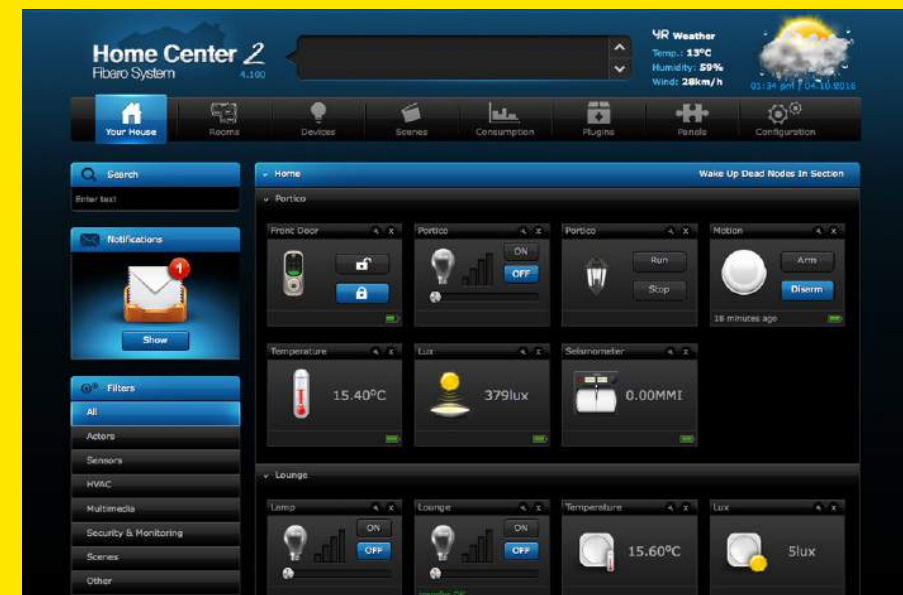 Home Center 2
Fibaro System
4.100
YR Weather
Temp.: 13°C
Humidity: 59%
Wind: 28km/h
01:34 pm / 04.10.2016
Your House
Rooms
Devices
Scenes
Consumption
Plugins
Panels
Configuration
Search
Enter text
Notifications
1
Show
Filters
All
Actors
Sensors
HVAC
Multimedia
Security & Monitoring
Scenes
Other
Home
Wake Up Dead Nodes In Section
Portico
Front Door
Portico
ON
OFF
Portico
Run
Stop
Motion
Arm
Disarm
18 minutes ago
Temperature
15.40°C
Lux
379lux
Seismometer
0.00MMI
Lounge
Lamp
ON
OFF
Lounge
ON
OFF
Temperature
15.60°C
Lux
5lux